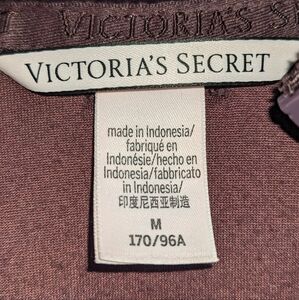 VICTORIA'S S
VICTORIA'S SECRET
made in Indonesia/
fabriqué en
Indonésie/hecho en
Indonesia/fabbricato
in Indonesia/
印度尼西亚制造
M
170/96A